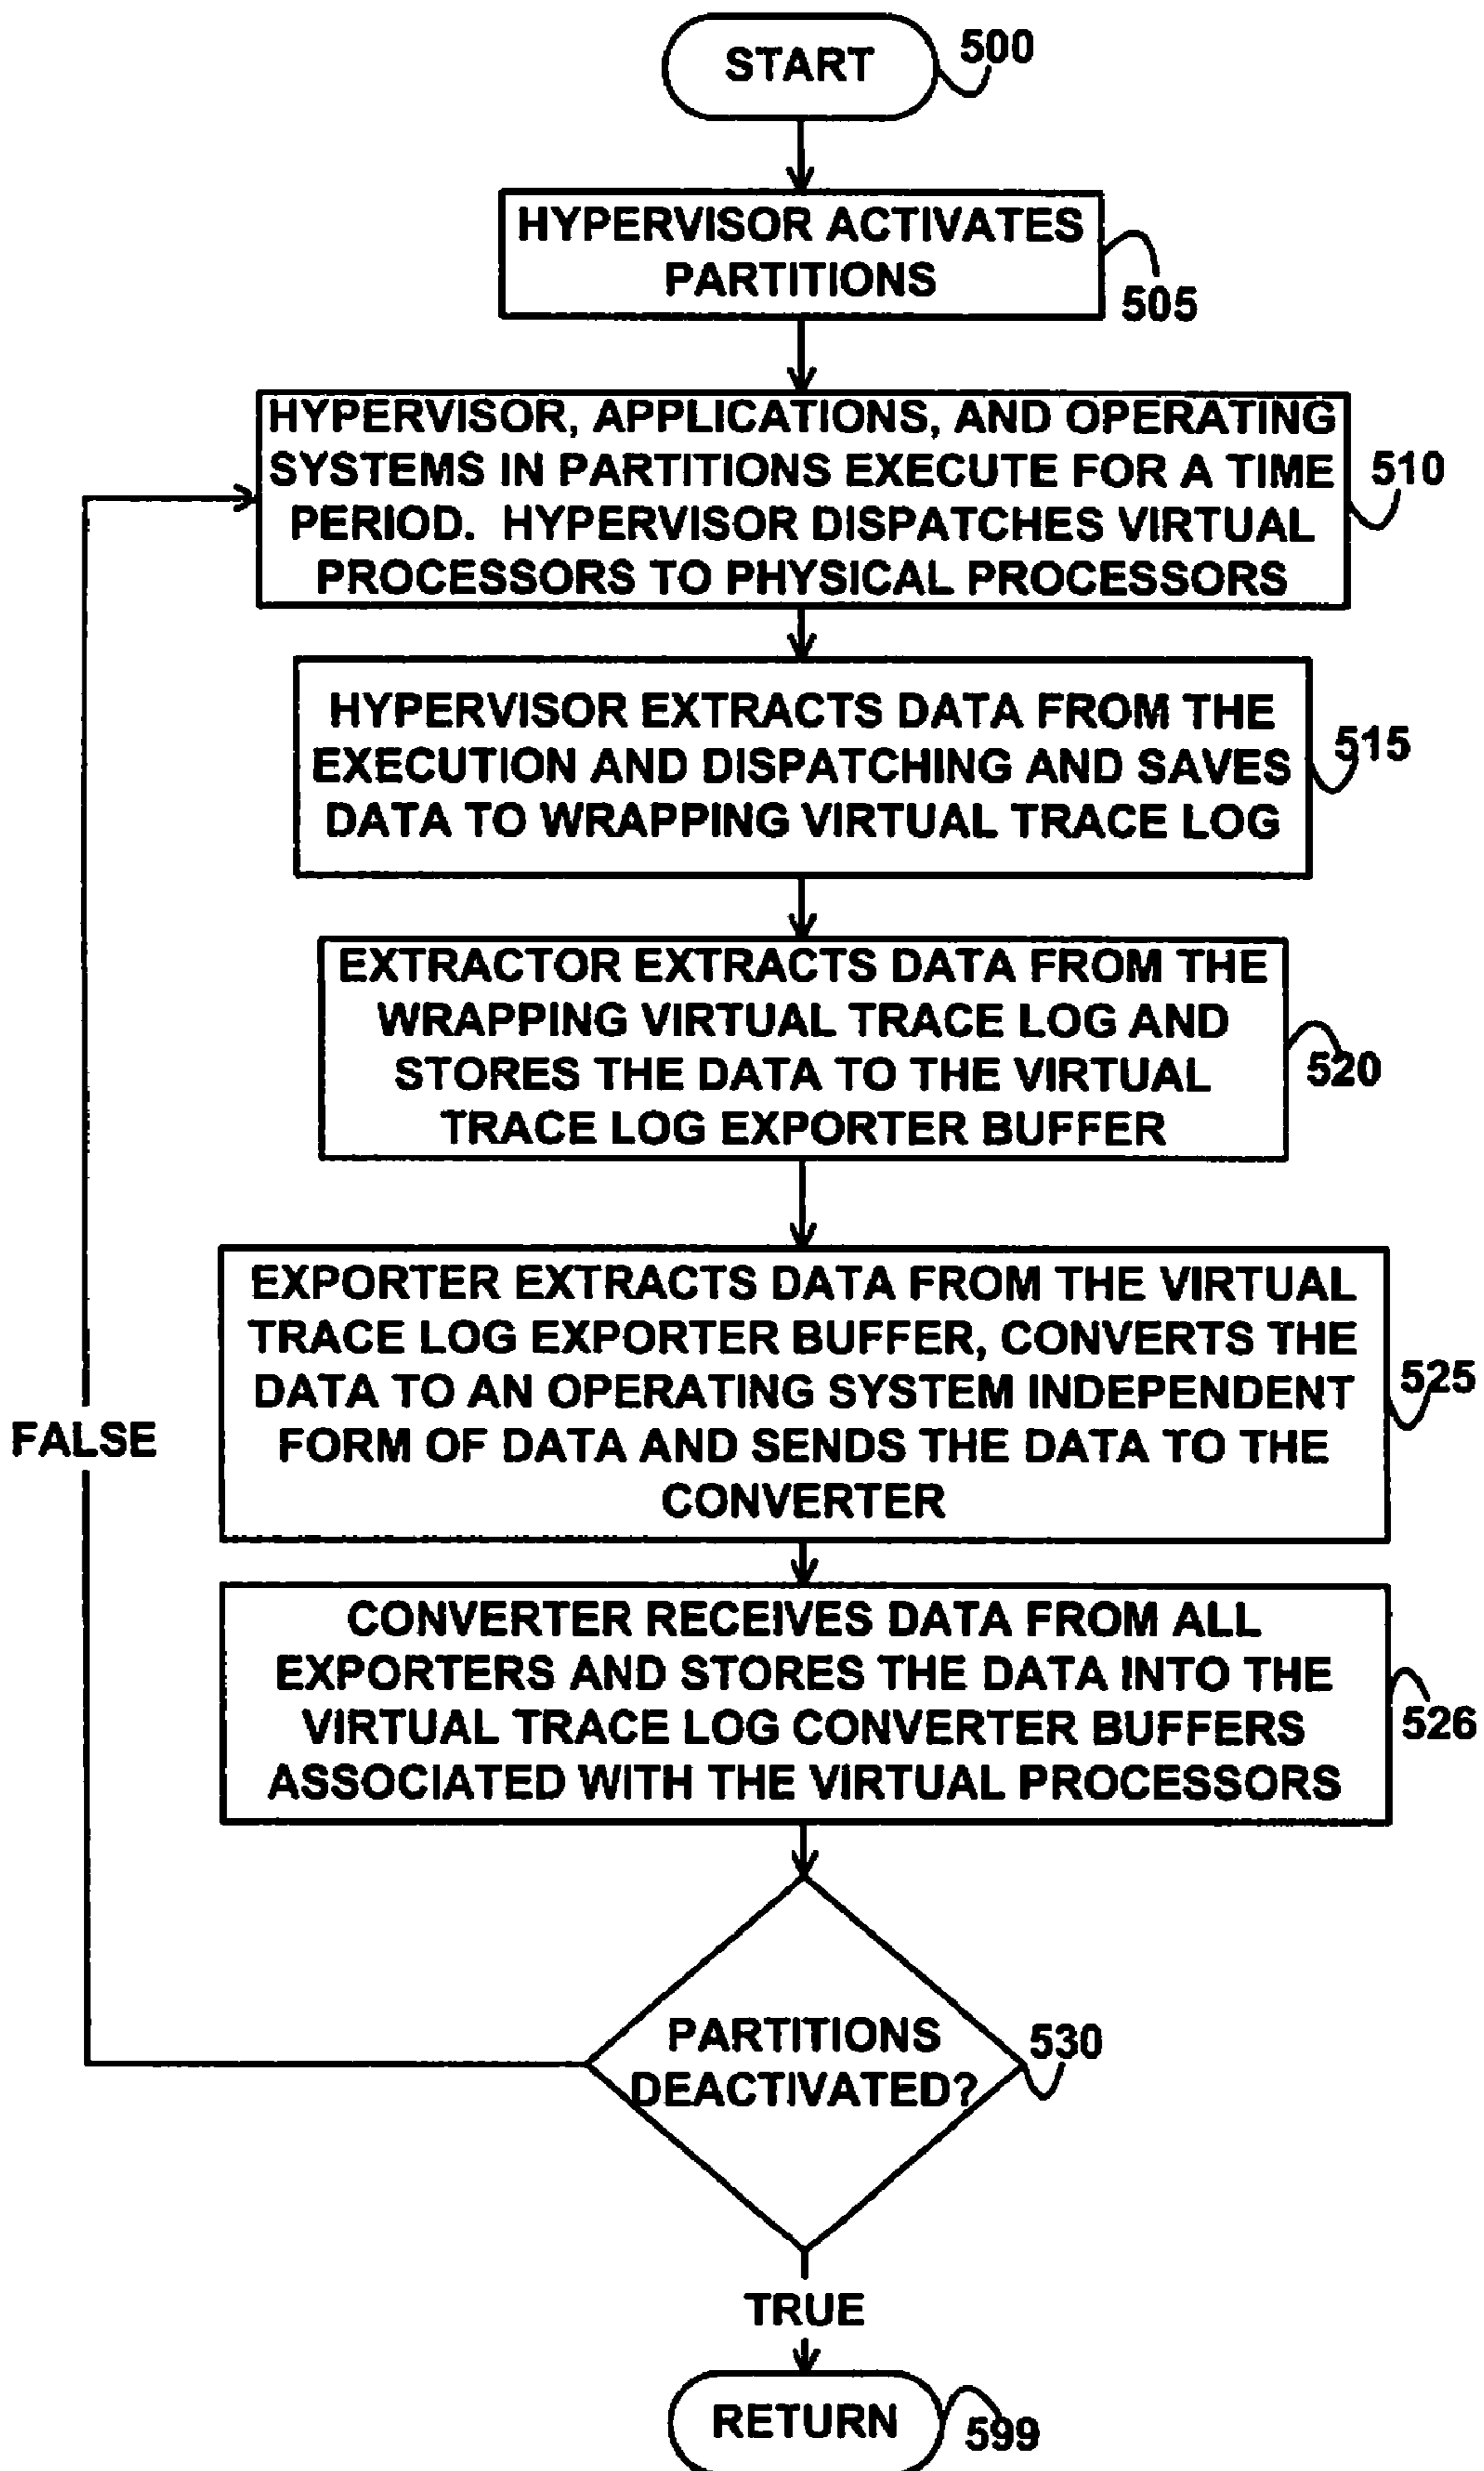 START
500
HYPERVISOR ACTIVATES
PARTITIONS
505
HYPERVISOR, APPLICATIONS, AND OPERATING
SYSTEMS IN PARTITIONS EXECUTE FOR A TIME
PERIOD. HYPERVISOR DISPATCHES VIRTUAL
PROCESSORS TO PHYSICAL PROCESSORS
510
HYPERVISOR EXTRACTS DATA FROM THE
EXECUTION AND DISPATCHING AND SAVES
DATA TO WRAPPING VIRTUAL TRACE LOG
515
EXTRACTOR EXTRACTS DATA FROM THE
WRAPPING VIRTUAL TRACE LOG AND
STORES THE DATA TO THE VIRTUAL
TRACE LOG EXPORTER BUFFER
520
EXPORTER EXTRACTS DATA FROM THE VIRTUAL
TRACE LOG EXPORTER BUFFER, CONVERTS THE
DATA TO AN OPERATING SYSTEM INDEPENDENT
FORM OF DATA AND SENDS THE DATA TO THE
CONVERTER
525
FALSE
CONVERTER RECEIVES DATA FROM ALL
EXPORTERS AND STORES THE DATA INTO THE
VIRTUAL TRACE LOG CONVERTER BUFFERS
ASSOCIATED WITH THE VIRTUAL PROCESSORS
526
PARTITIONS
DEACTIVATED?
530
TRUE
RETURN
599